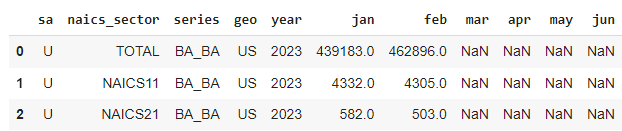 sa naics_sector series geo year jan feb mar apr may jun
0 U TOTAL BA_BA US 2023 439183.0 462896.0 NaN NaN NaN NaN
1 U NAICS11 BA_BA US 2023 4332.0 4305.0 NaN NaN NaN NaN
2 U NAICS21 BA_BA US 2023 582.0 503.0 NaN NaN NaN NaN